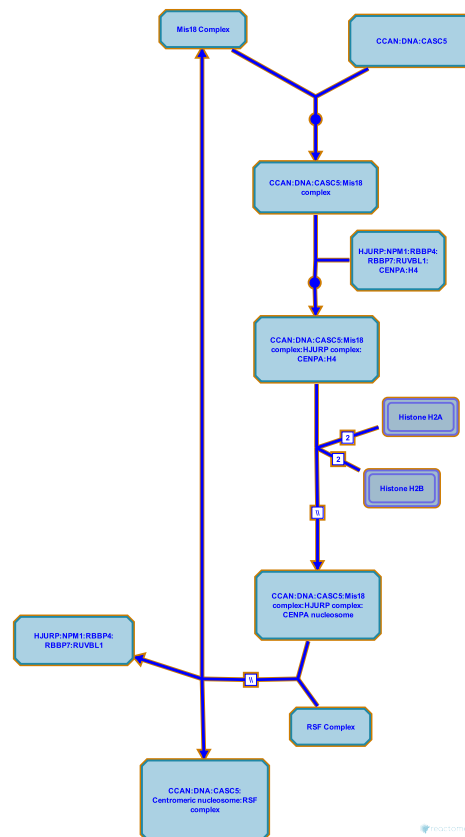 Mis18 Complex
CCAN:DNA:CASC5
CCAN:DNA:CASC5:Mis18
complex
HJURP:NPM1:RBBP4:
RBBP7:RUVBL1:
CENPA:H4
CCAN:DNA:CASC5:Mis18
complex:HJURP complex:
CENPA:H4
Histone H2A
2
2
Histone H2B
\\
CCAN:DNA:CASC5:Mis18
complex:HJURP complex:
CENPA nucleosome
HJURP:NPM1:RBBP4:
RBBP7:RUVBL1
\\
RSF Complex
CCAN:DNA:CASC5:
Centromeric nucleosome:RSF
complex